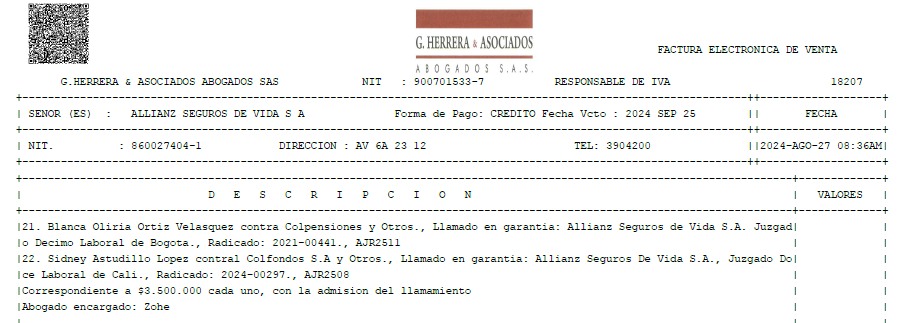 G. HERRERA & ASOCIADOS
ABOGADOS S.A.S.
FACTURA ELECTRONICA DE VENTA
G.HERRERA & ASOCIADOS ABOGADOS SAS NIT : 900701533-7 RESPONSABLE DE IVA 18207
SENOR (ES) : ALLIANZ SEGUROS DE VIDA S A Forma de Pago: CREDITO Fecha Vcto : 2024 SEP 25 FECHA
NIT. : 860027404-1 DIRECCION : AV 6A 23 12 TEL: 3904200 2024-AGO-27 08:36AM
D E S C R I P C I O N VALORES
21. Blanca Oliria Ortiz Velasquez contra Colpensiones y Otros., Llamado en garantia: Allianz Seguros de Vida S.A. Juzgad
o Decimo Laboral de Bogota., Radicado: 2021-00441., AJR2511
22. Sidney Astudillo Lopez contral Colfondos S.A y Otros., Llamado en garantia: Allianz Seguros De Vida S.A., Juzgado Do
ce Laboral de Cali., Radicado: 2024-00297., AJR2508
Correspondiente a $3.500.000 cada uno, con la admision del llamamiento
Abogado encargado: Zohe